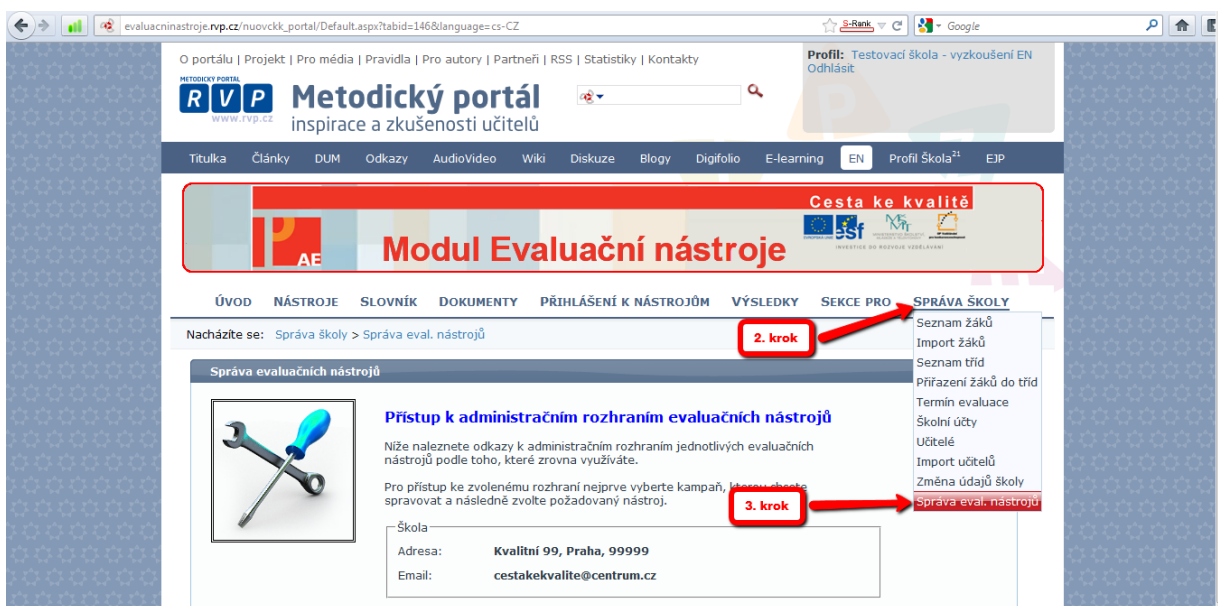 evaluacninastroje.rvp.cz/nuovckk_portal/Default.aspx?tabid=146&language=cs-CZ
S-Rank
Google
O portálu | Projekt | Pro média | Pravidla | Pro autory | Partneři | RSS | Statistiky | Kontakty
Profil: Testovací škola - vyzkoušení EN
Odhlásit
METODICKÝ PORTÁL
RVP
www.rvp.cz
Metodický portál
inspirace a zkušenosti učitelů
Titulka Články DUM Odkazy AudioVideo Wiki Diskuze Blogy Digifolio E-learning EN Profil Škola21 EJP
Cesta ke kvalitě
esf
INVESTICE DO ROZVOJE VZDĚLÁVÁNÍ
AE
Modul Evaluační nástroje
ÚVOD NÁSTROJE SLOVNÍK DOKUMENTY PŘIHLÁŠENÍ K NÁSTROJŮM VÝSLEDKY SEKCE PRO SPRÁVA ŠKOLY
Nacházíte se: Správa školy > Správa eval. nástrojů
2. krok
Seznam žáků
Import žáků
Seznam tříd
Přiřazení žáků do tříd
Termín evaluace
Školní účty
Učitelé
Import učitelů
Změna údajů školy
Správa eval. nástrojů
Správa evaluačních nástrojů
Přístup k administračním rozhraním evaluačních nástrojů
Níže naleznete odkazy k administračním rozhraním jednotlivých evaluačních
nástrojů podle toho, které zrovna využíváte.
Pro přístup ke zvolenému rozhraní nejprve vyberte kampaň, kterou chcete
spravovat a následně zvolte požadovaný nástroj.
3. krok
Škola
Adresa: Kvalitní 99, Praha, 99999
Email: cestakekvalite@centrum.cz